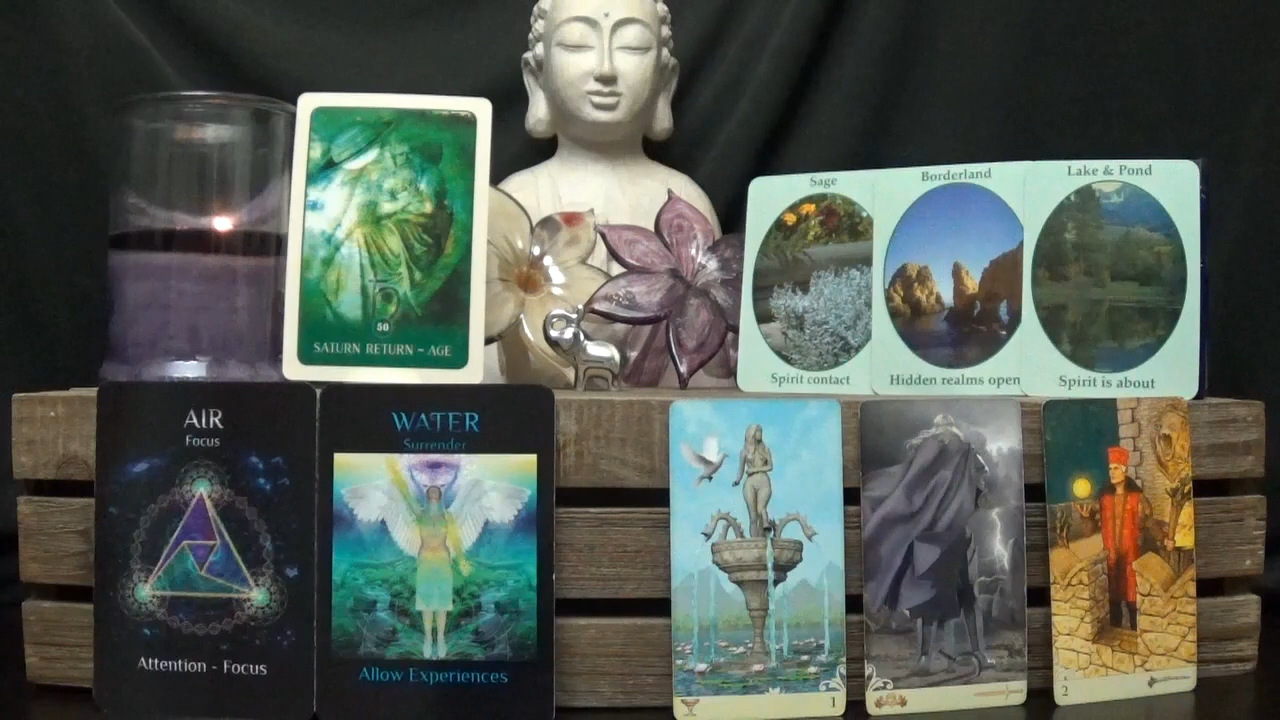 50
SATURN RETURN – AGE
Sage
Spirit contact
Borderland
Hidden realms open
Lake & Pond
Spirit is about
AIR
Focus
Attention - Focus
WATER
Surrender
Allow Experiences
1
2